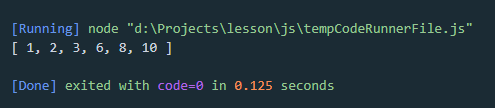 [Running] node "d:\Projects\lesson\js\tempCodeRunnerFile.js"
[ 1, 2, 3, 6, 8, 10 ]
[Done] exited with code=0 in 0.125 seconds